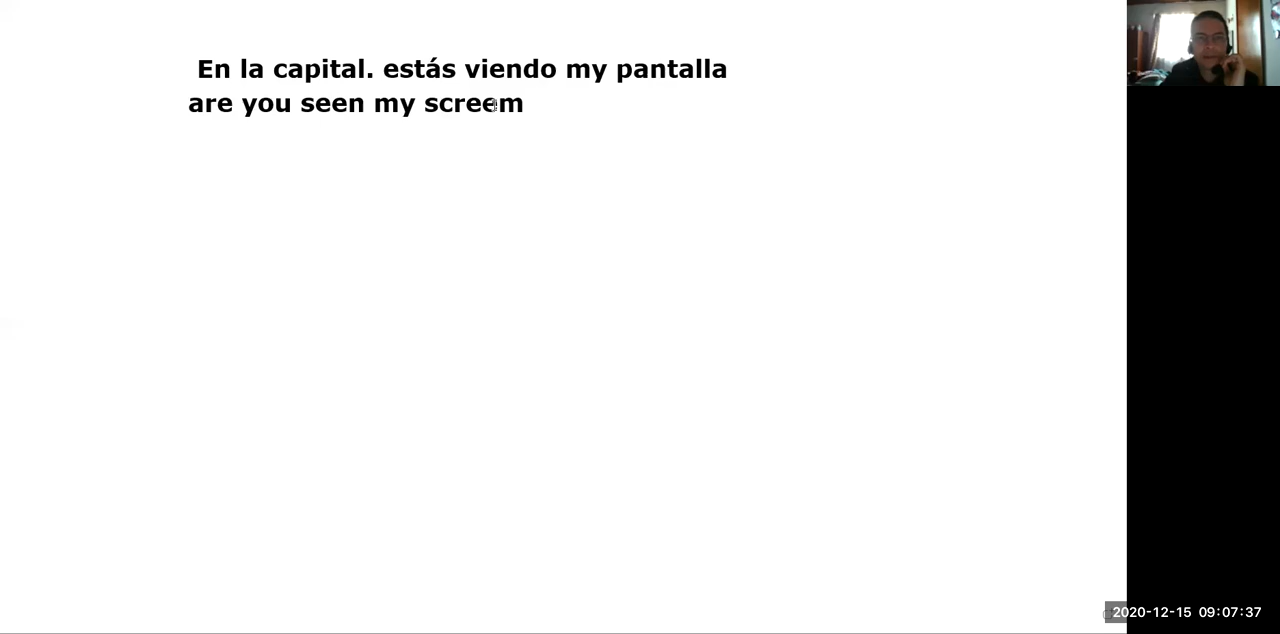 En la capital. estás viendo my pantalla
are you seen my screem
2020-12-15 09:07:37